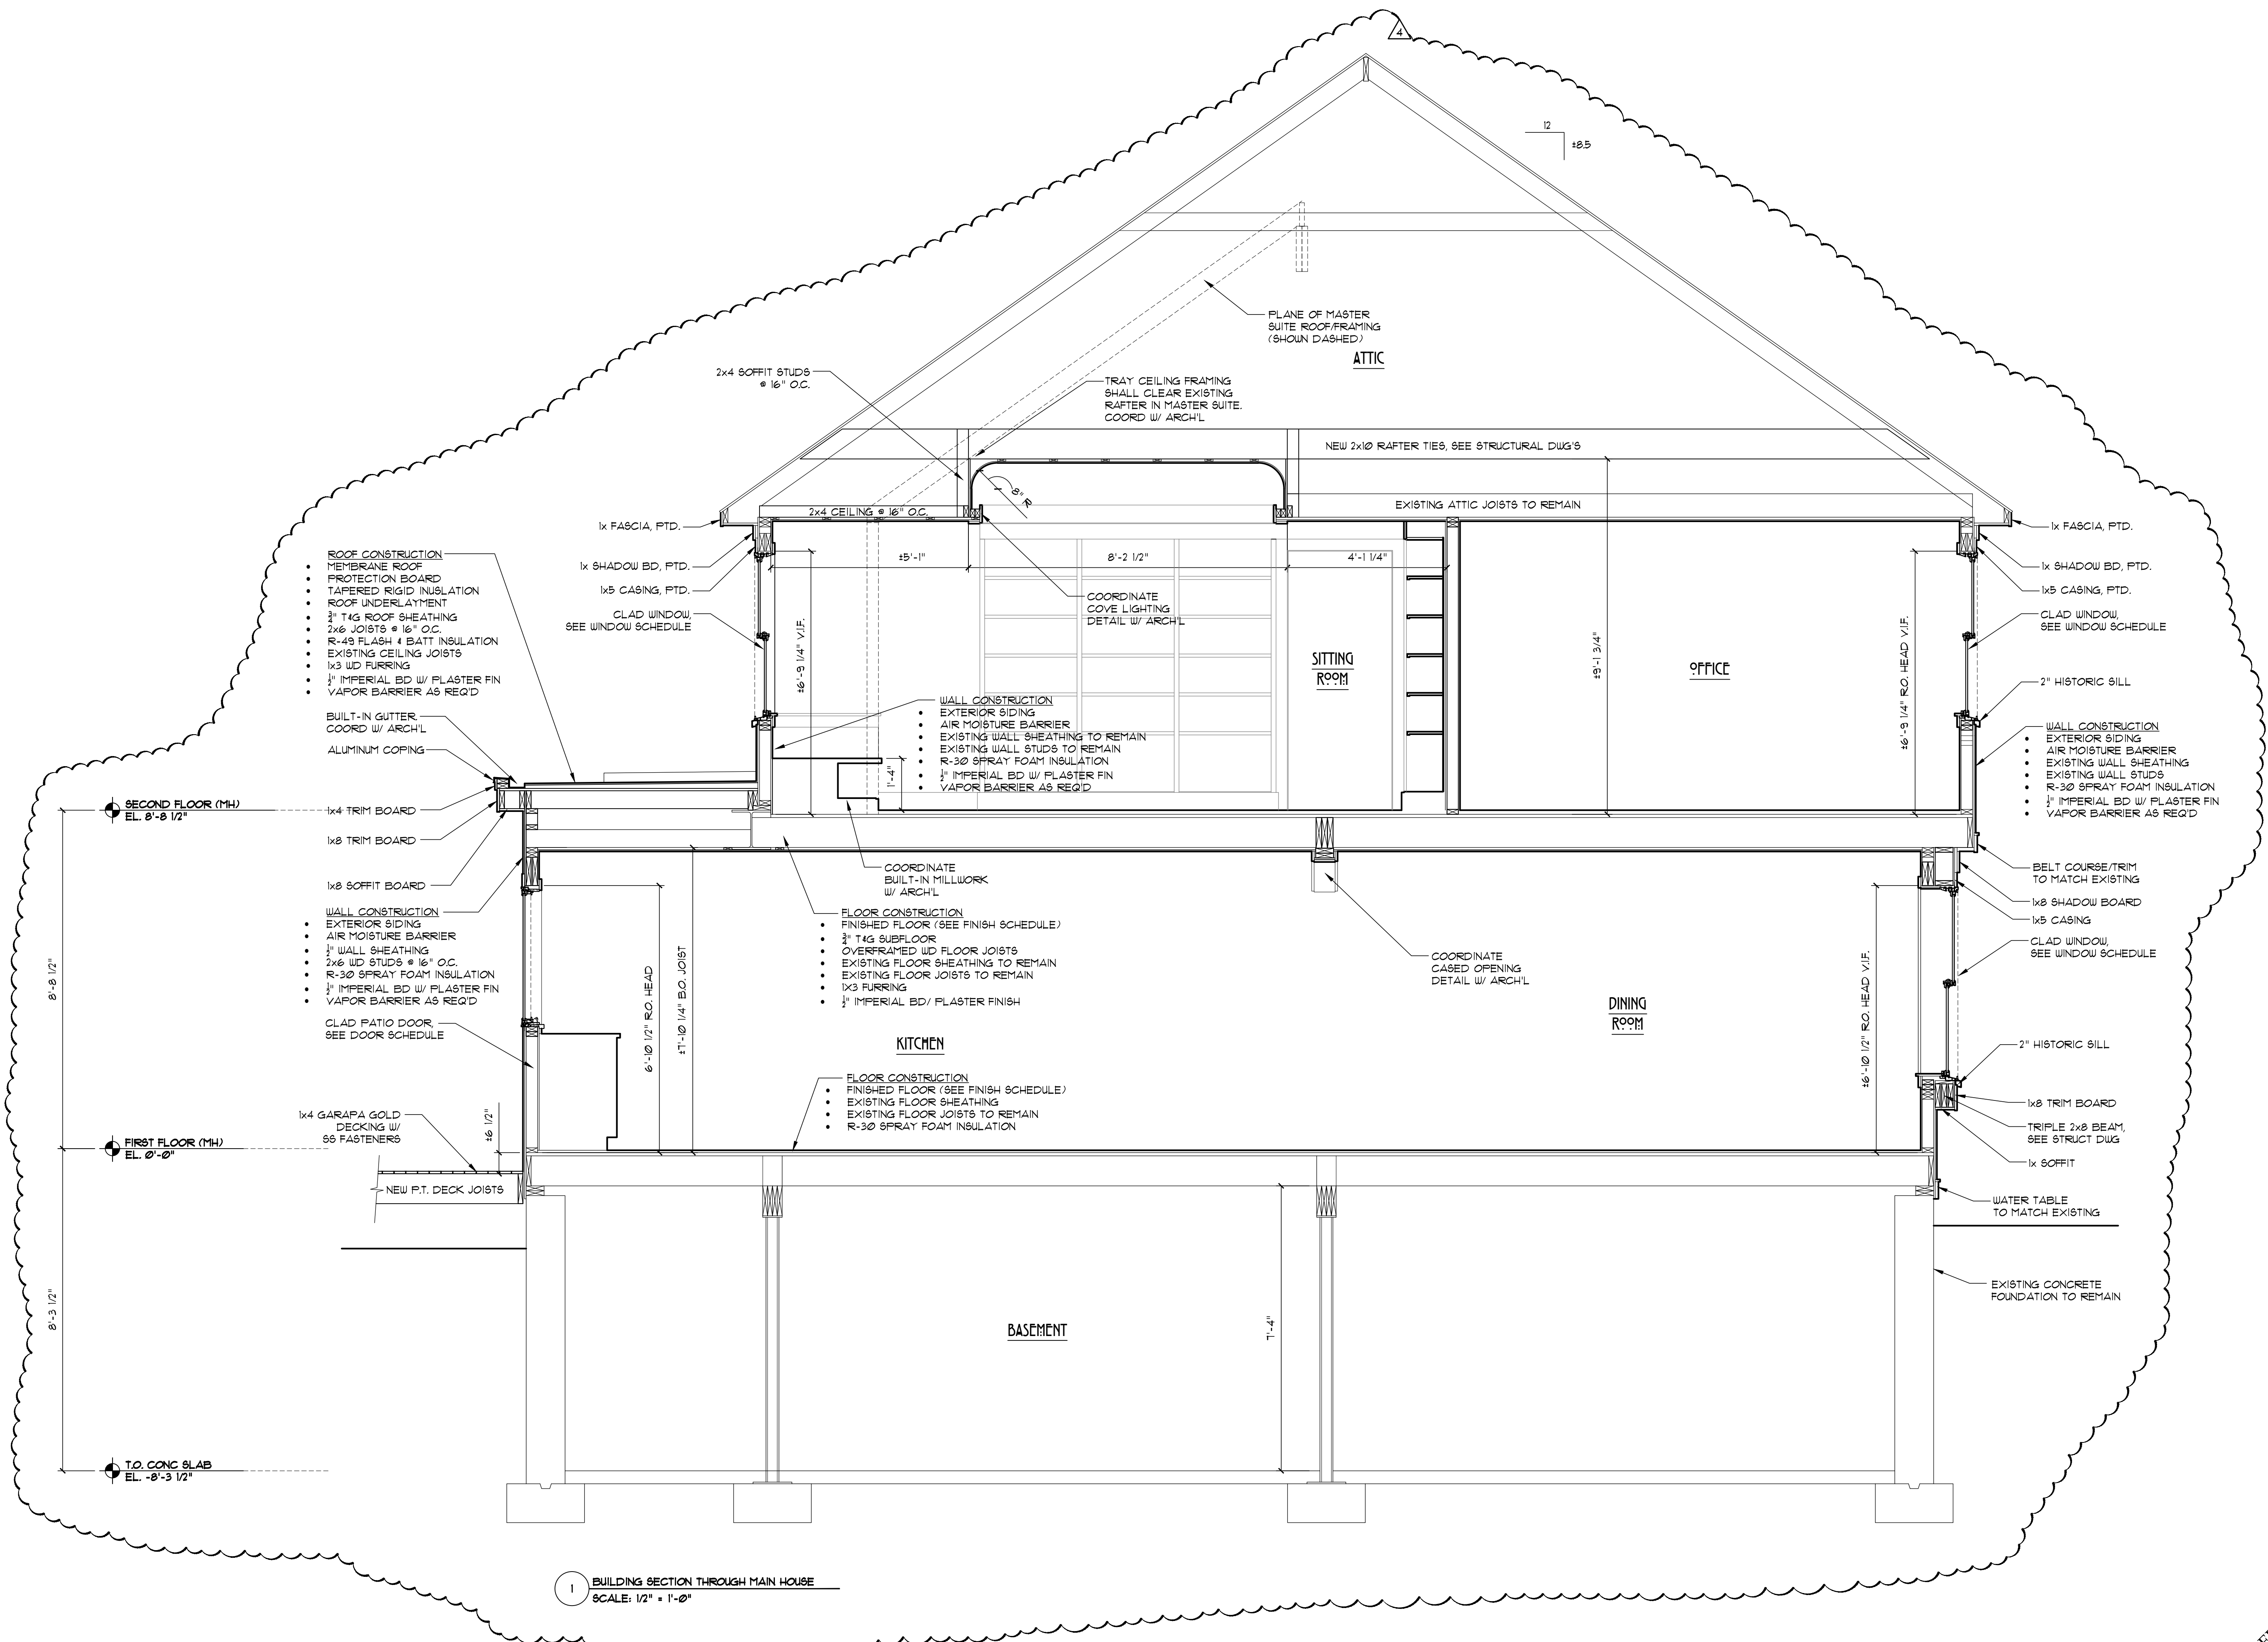 4
12
±8.5
PLANE OF MASTER
SUITE ROOF/FRAMING
(SHOWN DASHED)
ATTIC
2x4 SOFFIT STUDS
@ 16" O.C.
TRAY CEILING FRAMING
SHALL CLEAR EXISTING
RAFTER IN MASTER SUITE.
COORD W/ ARCH'L
NEW 2x10 RAFTER TIES, SEE STRUCTURAL DWG'S
8" R
EXISTING ATTIC JOISTS TO REMAIN
2x4 CEILING @ 16" O.C.
1x FASCIA, PTD.
1x SHADOW BD, PTD.
1x5 CASING, PTD.
CLAD WINDOW,
SEE WINDOW SCHEDULE
±5'-1"
8'-2 1/2"
4'-1 1/4"
COORDINATE
COVE LIGHTING
DETAIL W/ ARCH'L
±6'-9 1/4" V.I.F.
SITTING
ROOM
±9'-1 3/4"
OFFICE
±6'-9 1/4" R.O. HEAD V.I.F.
1x FASCIA, PTD.
1x SHADOW BD, PTD.
1x5 CASING, PTD.
CLAD WINDOW,
SEE WINDOW SCHEDULE
2" HISTORIC SILL
WALL CONSTRUCTION
• EXTERIOR SIDING
• AIR MOISTURE BARRIER
• EXISTING WALL SHEATHING
• EXISTING WALL STUDS
• R-30 SPRAY FOAM INSULATION
• ½" IMPERIAL BD W/ PLASTER FIN
• VAPOR BARRIER AS REQ'D
ROOF CONSTRUCTION
• MEMBRANE ROOF
• PROTECTION BOARD
• TAPERED RIGID INUSLATION
• ROOF UNDERLAYMENT
• ¾" T&G ROOF SHEATHING
• 2x6 JOISTS @ 16" O.C.
• R-49 FLASH & BATT INSULATION
• EXISTING CEILING JOISTS
• 1x3 WD FURRING
• ½" IMPERIAL BD W/ PLASTER FIN
• VAPOR BARRIER AS REQ'D
BUILT-IN GUTTER.
COORD W/ ARCH'L
ALUMINUM COPING
WALL CONSTRUCTION
• EXTERIOR SIDING
• AIR MOISTURE BARRIER
• EXISTING WALL SHEATHING TO REMAIN
• EXISTING WALL STUDS TO REMAIN
• R-30 SPRAY FOAM INSULATION
• ½" IMPERIAL BD W/ PLASTER FIN
• VAPOR BARRIER AS REQ'D
1'-4"
SECOND FLOOR (MH)
EL. 8'-8 1/2"
1x4 TRIM BOARD
1x8 TRIM BOARD
1x8 SOFFIT BOARD
COORDINATE
BUILT-IN MILLWORK
W/ ARCH'L
BELT COURSE/TRIM
TO MATCH EXISTING
1x8 SHADOW BOARD
1x5 CASING
CLAD WINDOW,
SEE WINDOW SCHEDULE
WALL CONSTRUCTION
• EXTERIOR SIDING
• AIR MOISTURE BARRIER
• ½" WALL SHEATHING
• 2x6 WD STUDS @ 16" O.C.
• R-30 SPRAY FOAM INSULATION
• ½" IMPERIAL BD W/ PLASTER FIN
• VAPOR BARRIER AS REQ'D
CLAD PATIO DOOR,
SEE DOOR SCHEDULE
FLOOR CONSTRUCTION
• FINISHED FLOOR (SEE FINISH SCHEDULE)
• ¾" T&G SUBFLOOR
• OVERFRAMED WD FLOOR JOISTS
• EXISTING FLOOR SHEATHING TO REMAIN
• EXISTING FLOOR JOISTS TO REMAIN
• 1X3 FURRING
• ½" IMPERIAL BD/ PLASTER FINISH
COORDINATE
CASED OPENING
DETAIL W/ ARCH'L
8'-8 1/2"
6'-10 1/2" R.O. HEAD
±7'-10 1/4" B.O. JOIST
KITCHEN
DINING
ROOM
±6'-10 1/2" R.O. HEAD V.I.F.
2" HISTORIC SILL
1x8 TRIM BOARD
TRIPLE 2x8 BEAM,
SEE STRUCT DWG
1x SOFFIT
FLOOR CONSTRUCTION
• FINISHED FLOOR (SEE FINISH SCHEDULE)
• EXISTING FLOOR SHEATHING
• EXISTING FLOOR JOISTS TO REMAIN
• R-30 SPRAY FOAM INSULATION
1x4 GARAPA GOLD
DECKING W/
SS FASTENERS
±6 1/2"
FIRST FLOOR (MH)
EL. 0'-0"
NEW P.T. DECK JOISTS
WATER TABLE
TO MATCH EXISTING
EXISTING CONCRETE
FOUNDATION TO REMAIN
8'-3 1/2"
BASEMENT
7'-4"
T.O. CONC SLAB
EL. -8'-3 1/2"
1
BUILDING SECTION THROUGH MAIN HOUSE
SCALE: 1/2" = 1'-0"